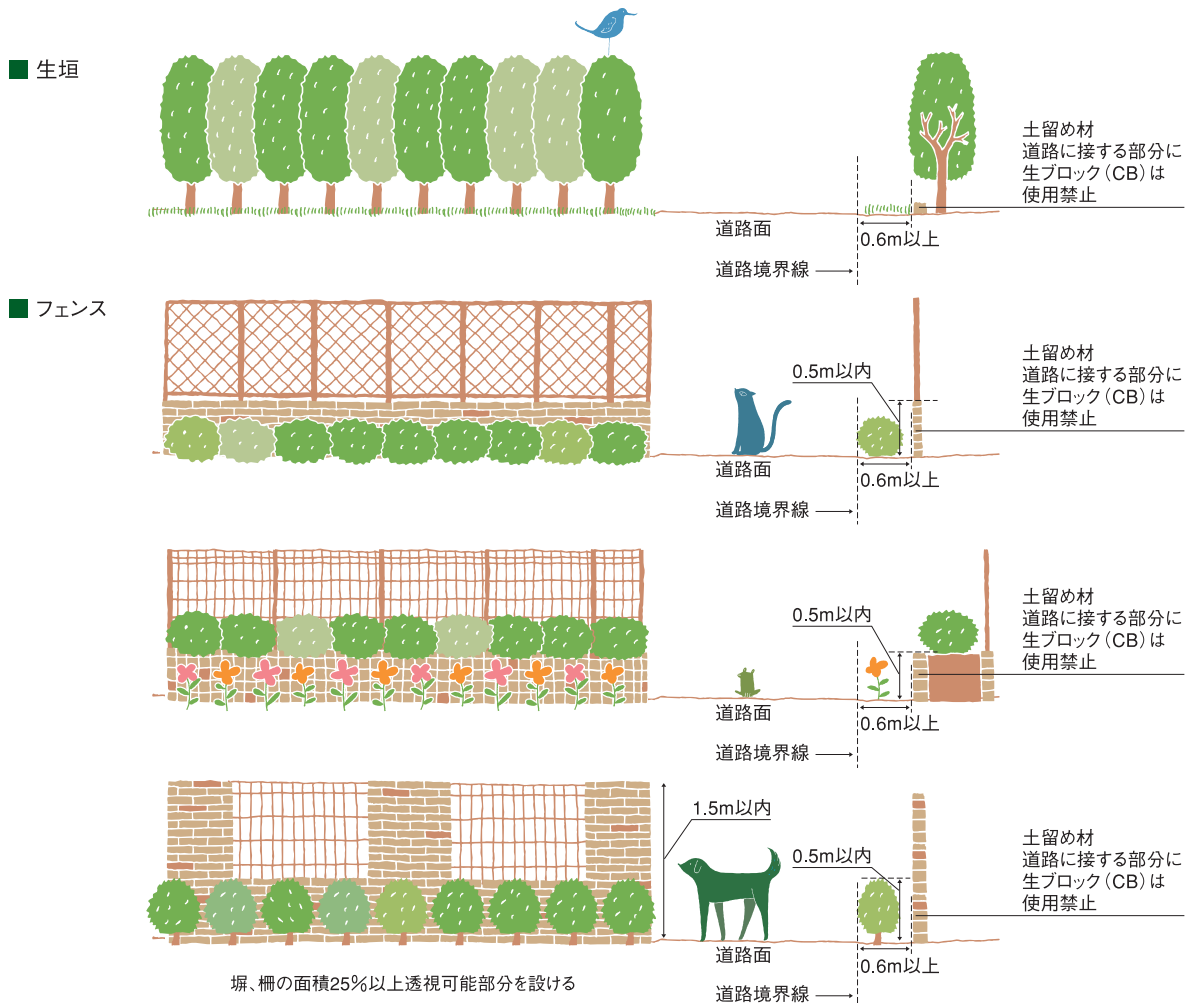 生垣
土留め材
道路に接する部分に
生ブロック（CB）は
使用禁止
道路面
0.6m以上
道路境界線
フェンス
0.5m以内
土留め材
道路に接する部分に
生ブロック（CB）は
使用禁止
道路面
0.6m以上
道路境界線
0.5m以内
土留め材
道路に接する部分に
生ブロック（CB）は
使用禁止
道路面
0.6m以上
道路境界線
1.5m以内
0.5m以内
土留め材
道路に接する部分に
生ブロック（CB）は
使用禁止
道路面
0.6m以上
塀、柵の面積25%以上透視可能部分を設ける
道路境界線